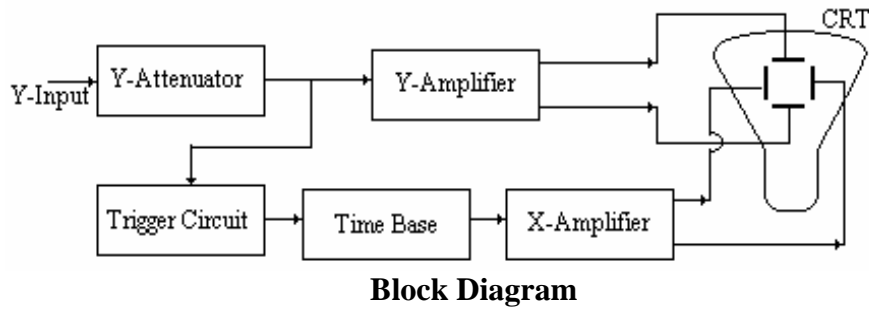 CRT
Y-Input
Y-Attenuator
Y-Amplifier
Trigger Circuit
Time Base
X-Amplifier
Block Diagram